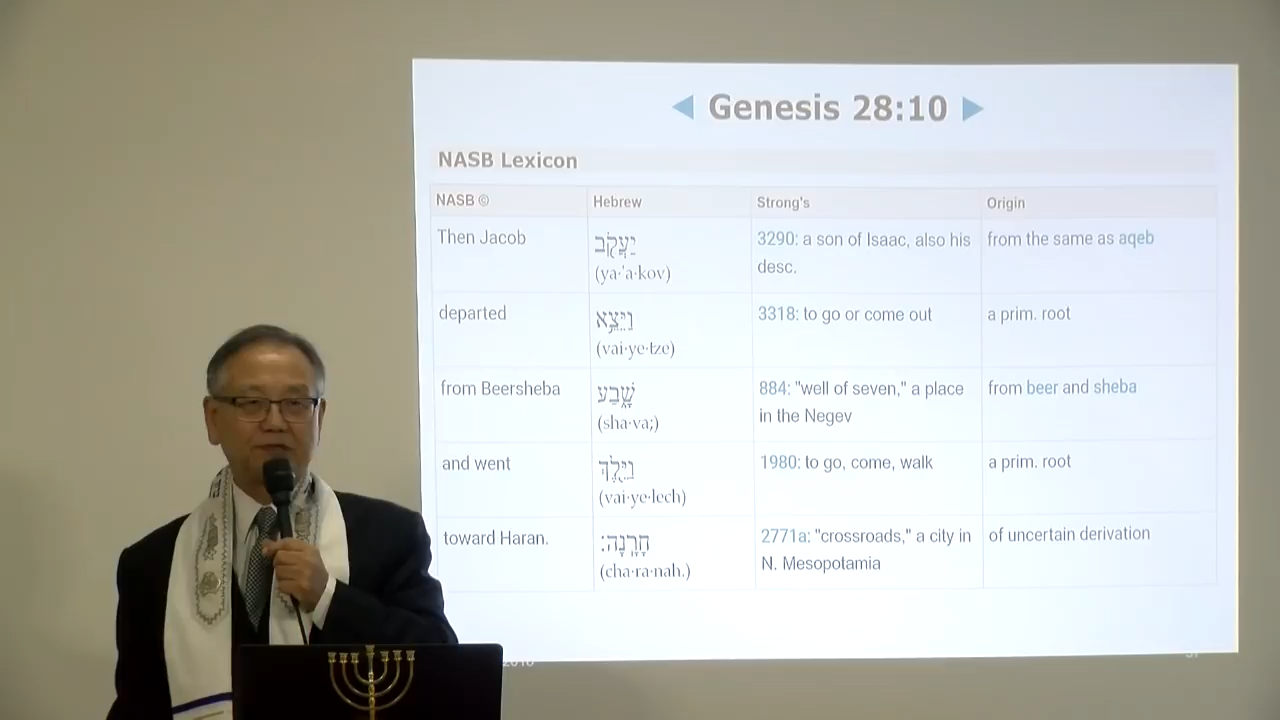 Genesis 28:10
NASB Lexicon
NASB © Hebrew Strong's Origin
Then Jacob יַעֲקֹ֖ב 3290: a son of Isaac, also his from the same as aqeb
(ya·'a·kov) desc.
departed וַיֵּצֵ֥א 3318: to go or come out a prim. root
(vai·ye·tze)
from Beersheba שָׁ֑בַע 884: "well of seven," a place from beer and sheba
(sha·va;) in the Negev
and went וַיֵּ֖לֶךְ 1980: to go, come, walk a prim. root
(vai·ye·lech)
toward Haran. חָרָֽנָה׃ 2771a: "crossroads," a city in of uncertain derivation
(cha·ra·nah.) N. Mesopotamia